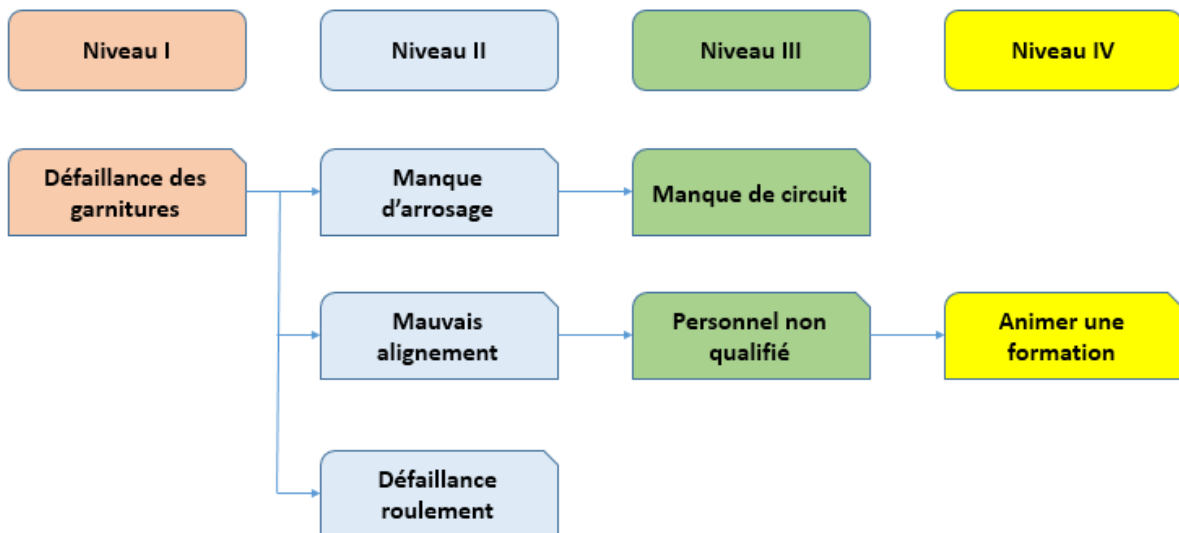 Niveau I
Niveau II
Niveau III
Niveau IV
Défaillance des
garnitures
Manque
d'arrosage
Manque de circuit
Mauvais
alignement
Personnel non
qualifié
Animer une
formation
Défaillance
roulement